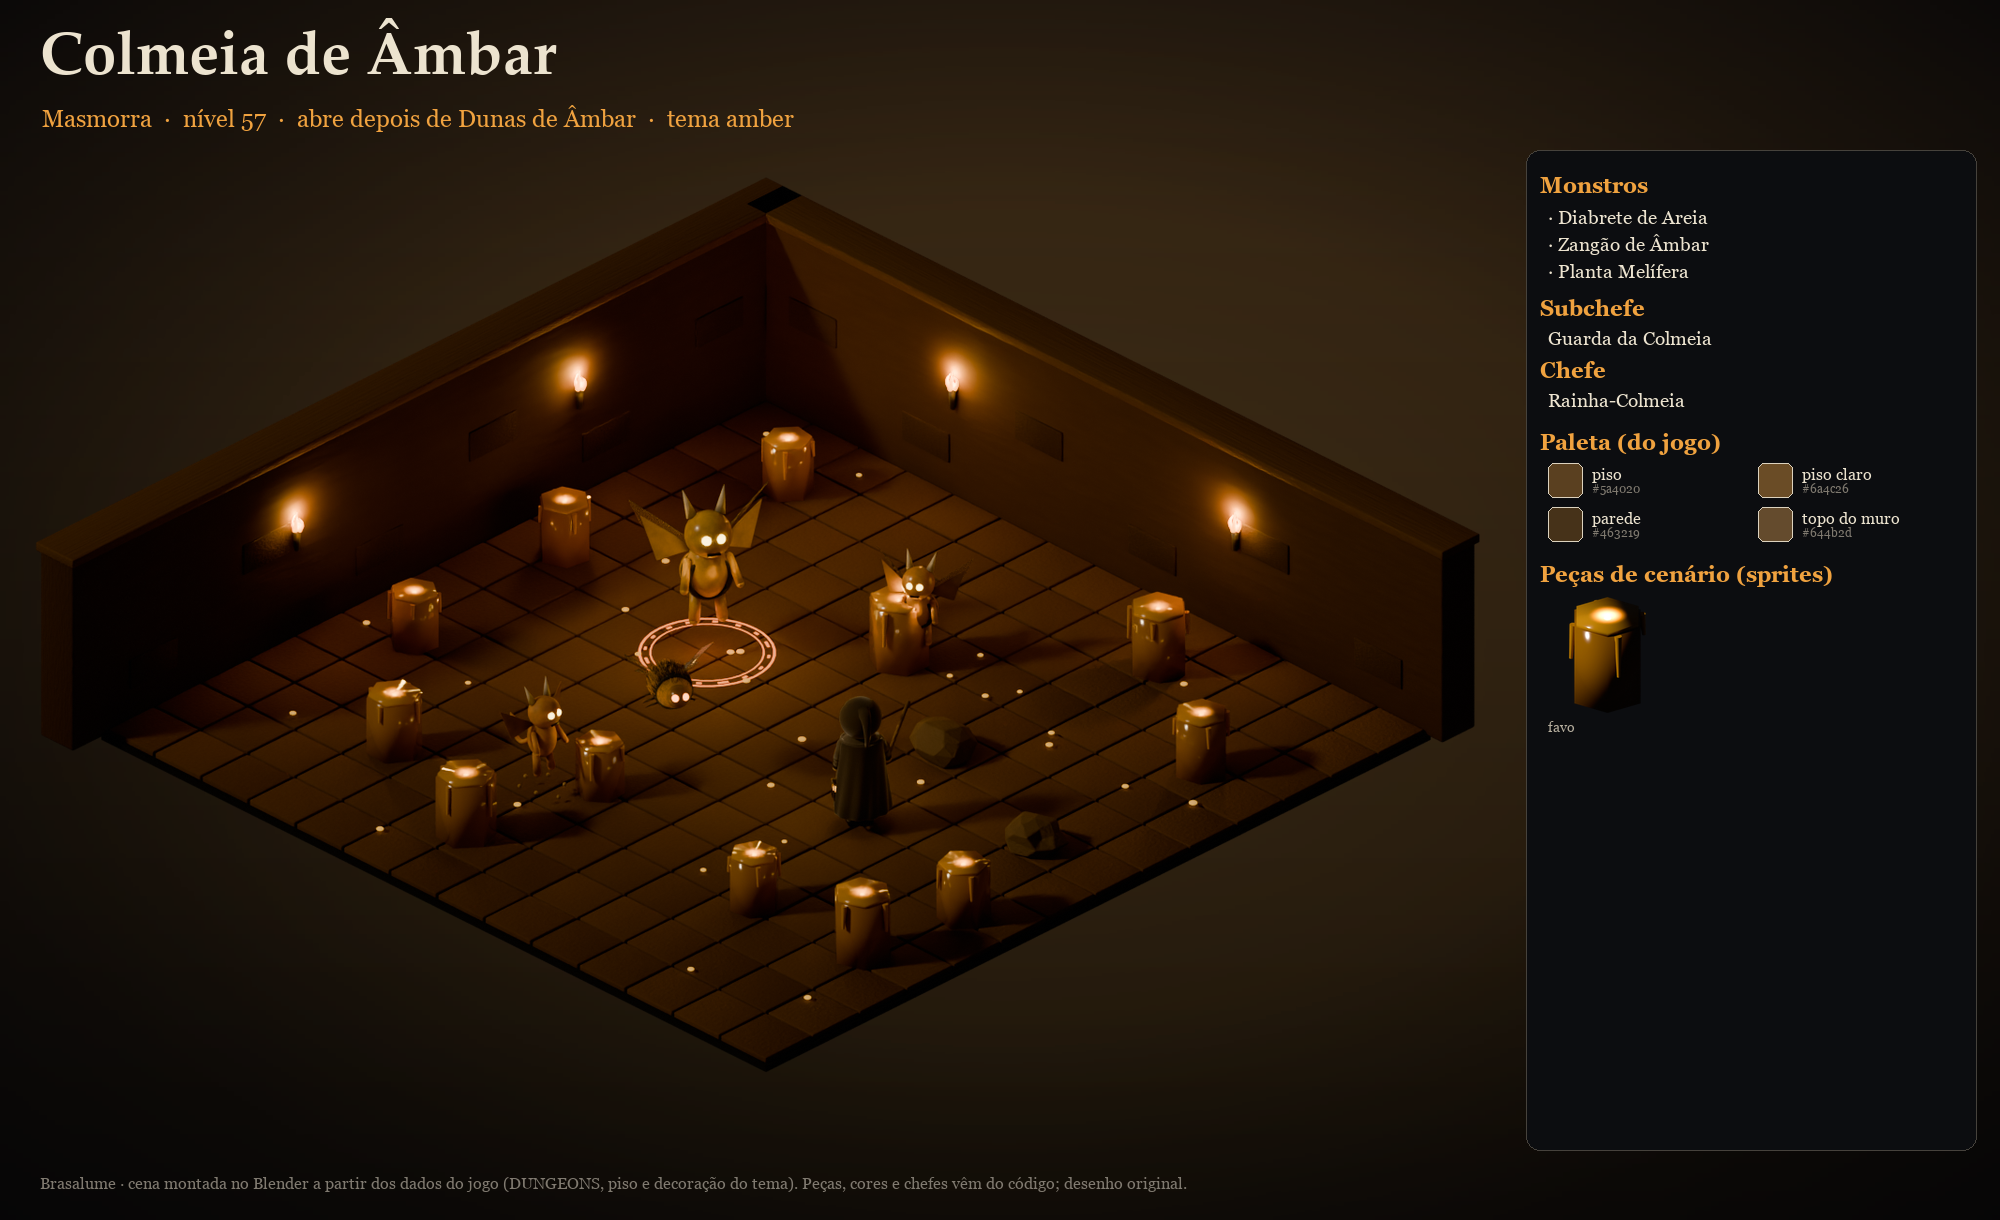 Colmeia de Âmbar
Masmorra · nível 57 · abre depois de Dunas de Âmbar · tema amber
Monstros
· Diabrete de Areia
· Zangão de Âmbar
· Planta Melífera
Subchefe
Guarda da Colmeia
Chefe
Rainha-Colmeia
Paleta (do jogo)
piso
#5a4020
piso claro
#6a4c26
parede
#463219
topo do muro
#644b2d
Peças de cenário (sprites)
favo
Brasalume · cena montada no Blender a partir dos dados do jogo (DUNGEONS, piso e decoração do tema). Peças, cores e chefes vêm do código; desenho original.